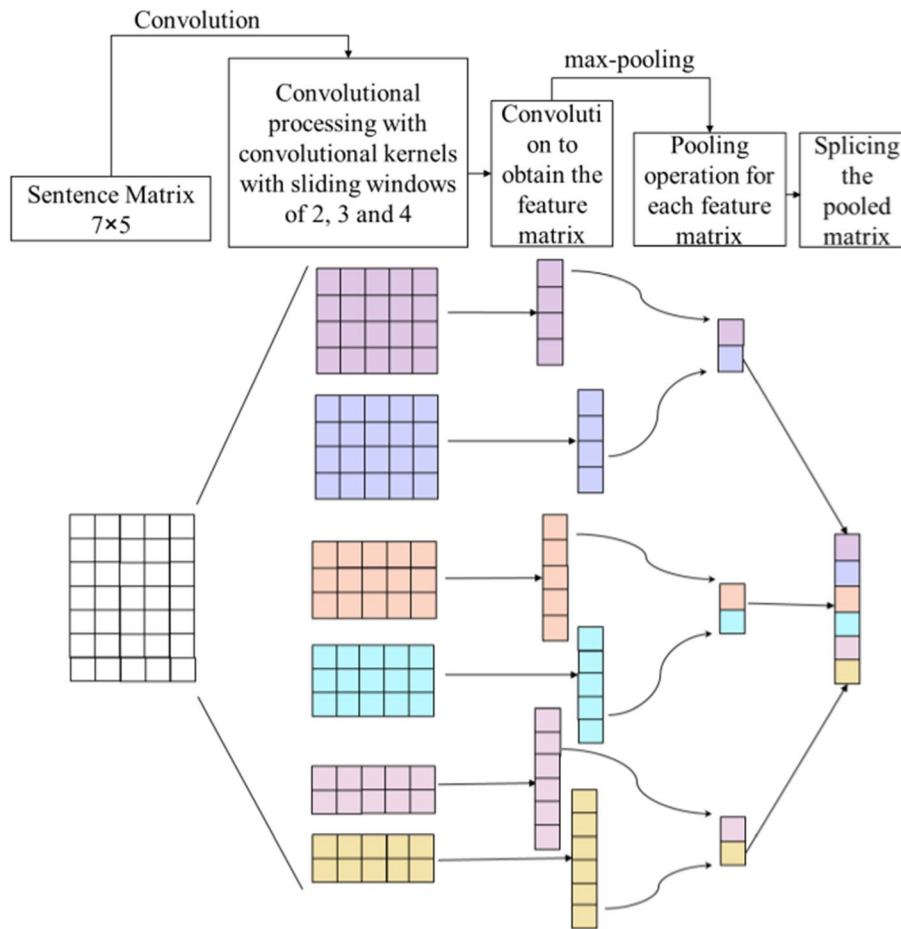 Convolution
max-pooling
Sentence Matrix
7×5
Convolutional
processing with
convolutional kernels
with sliding windows
of 2, 3 and 4
Convoluti
on to
obtain the
feature
matrix
Pooling
operation for
each feature
matrix
Splicing
the
pooled
matrix